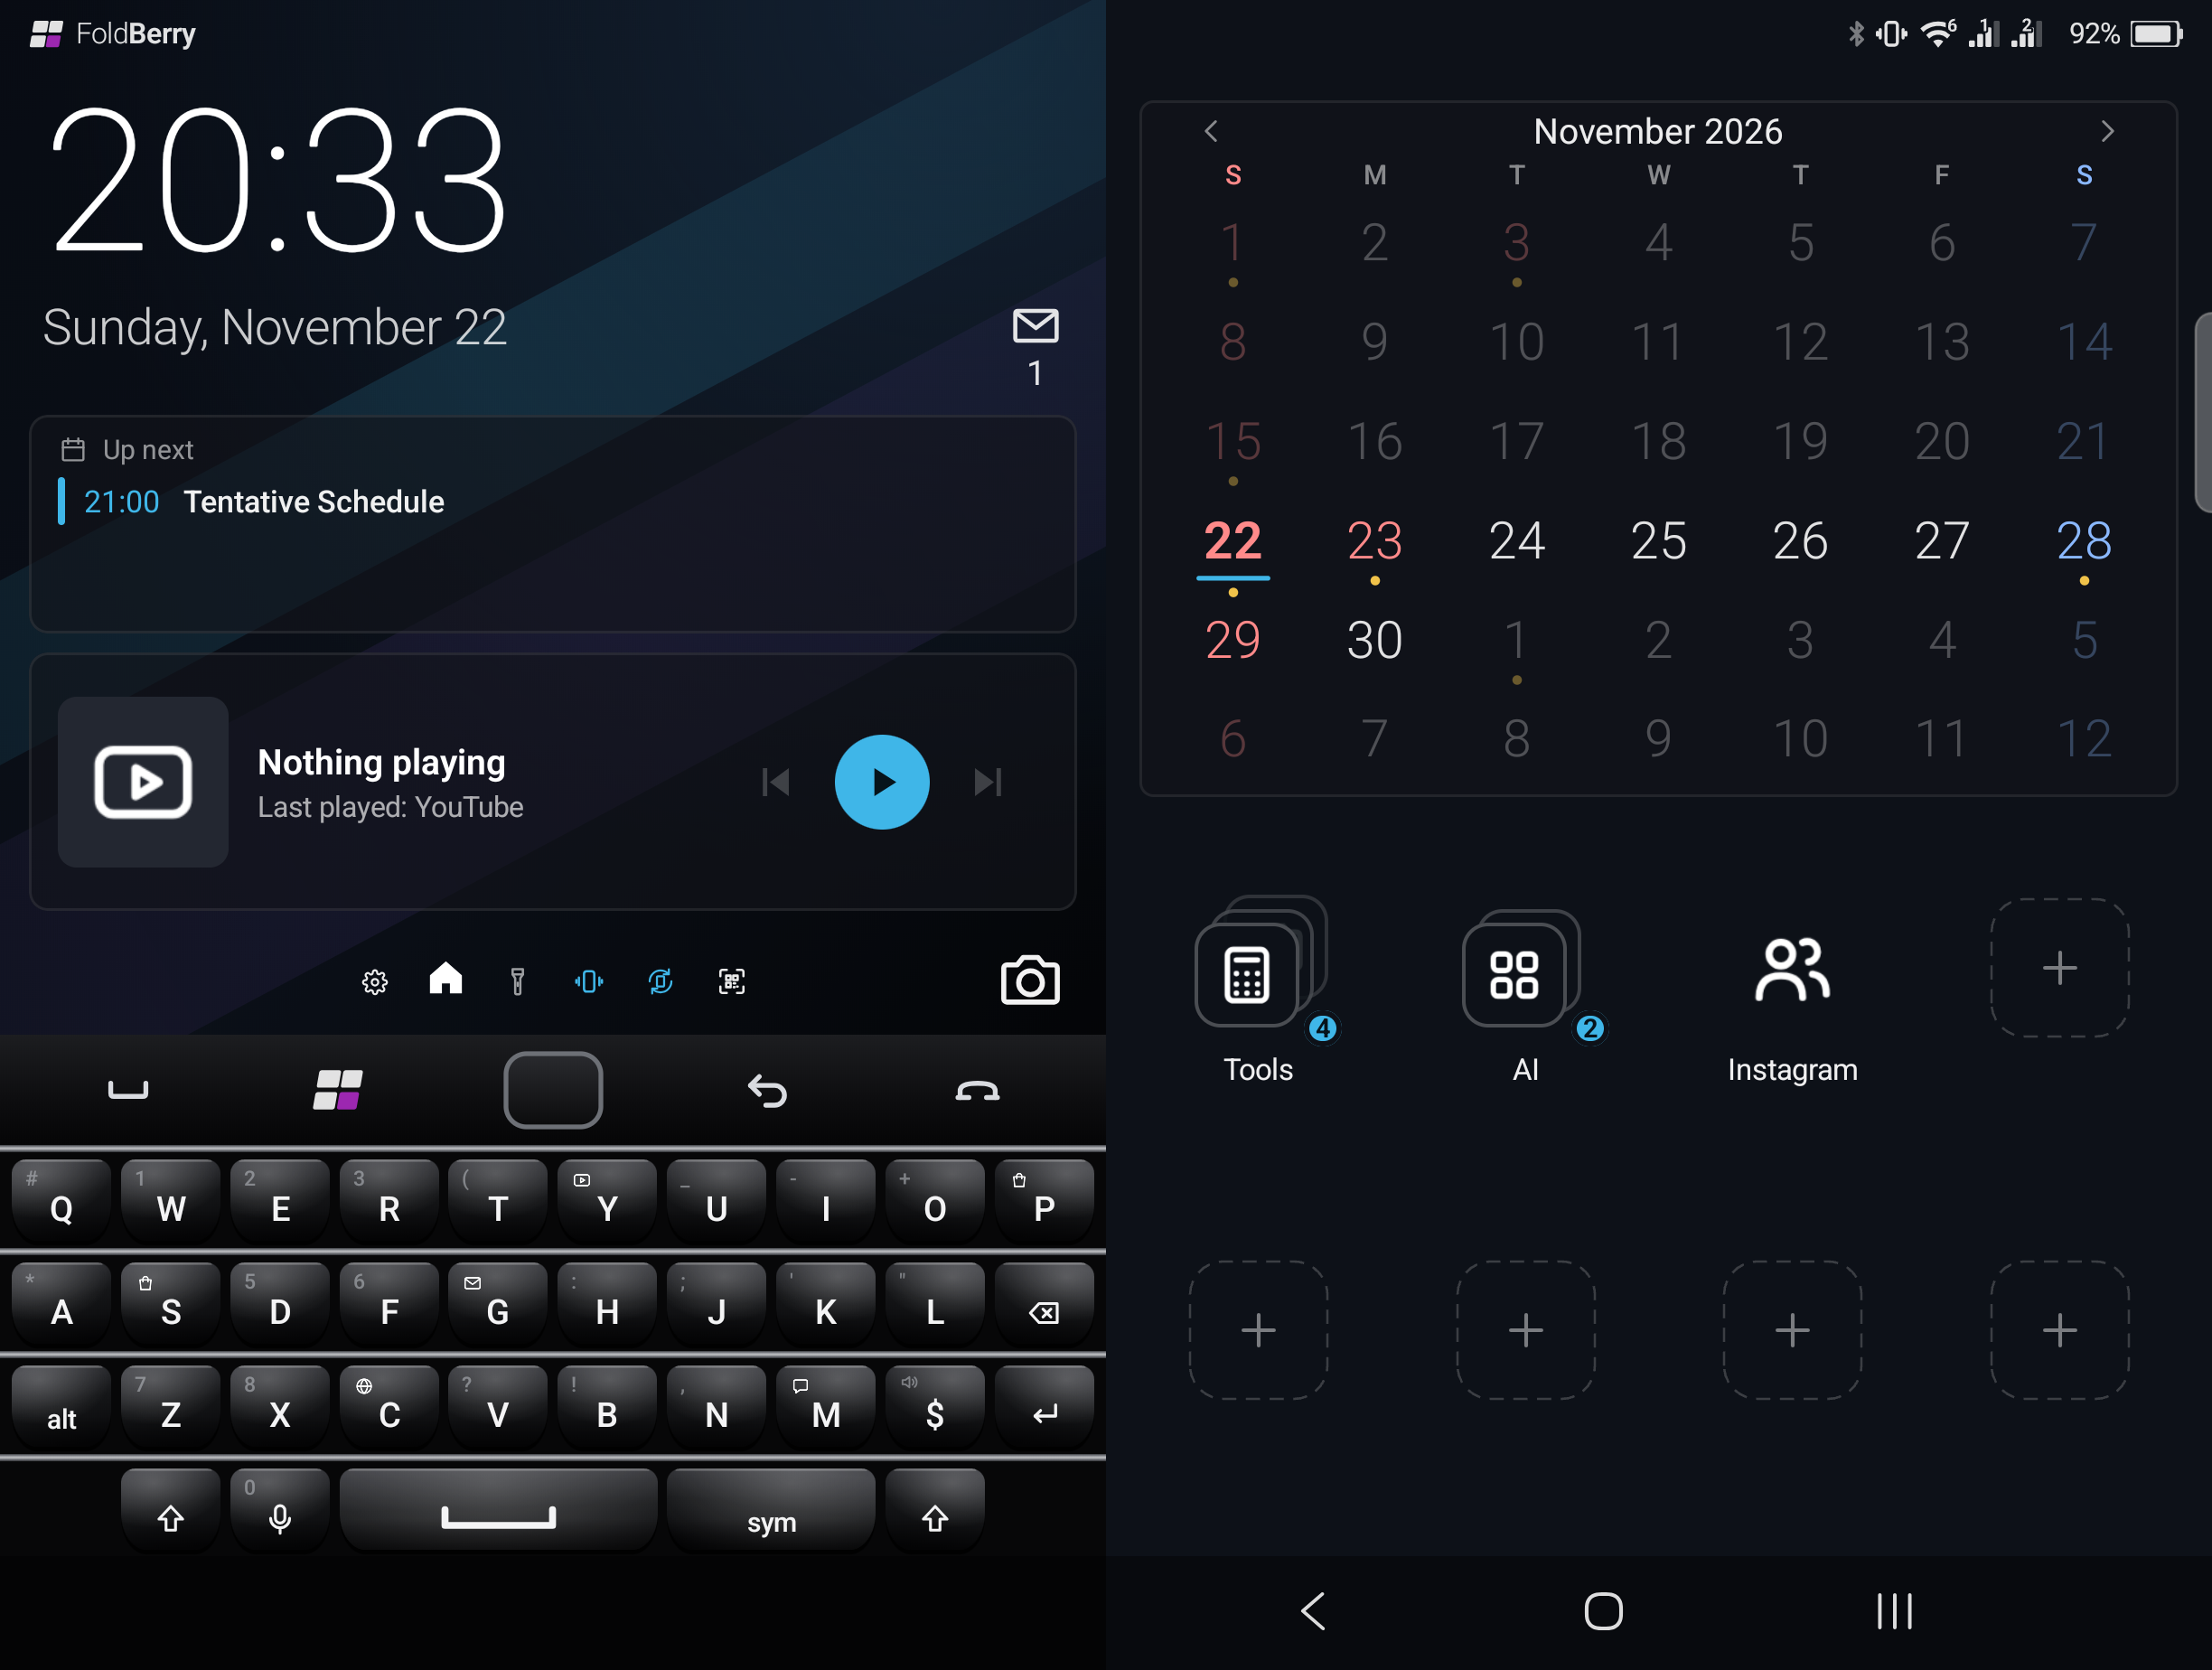 FoldBerry
20:33
Sunday, November 22
1
Up next
21:00 Tentative Schedule
Nothing playing
Last played: YouTube
# Q 1 W 2 E 3 R ( T Y _ U - I + O P
* A S 5 D 6 F G : H ; J ' K " L
alt 7 Z 8 X C ? V ! B , N M $
0 sym
6 1 2 92%
November 2026
S M T W T F S
1 2 3 4 5 6 7
8 9 10 11 12 13 14
15 16 17 18 19 20 21
22 23 24 25 26 27 28
29 30 1 2 3 4 5
6 7 8 9 10 11 12
4 2
Tools AI Instagram